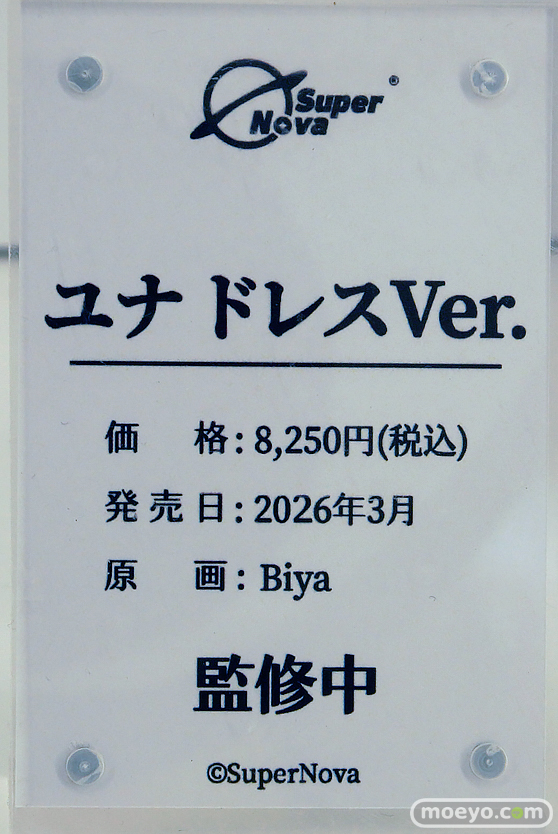 Super
Nova®
ユナ ドレスVer.
価　格：8,250円(税込)
発売日：2026年3月
原　画：Biya
監修中
©SuperNova
moeyo.com